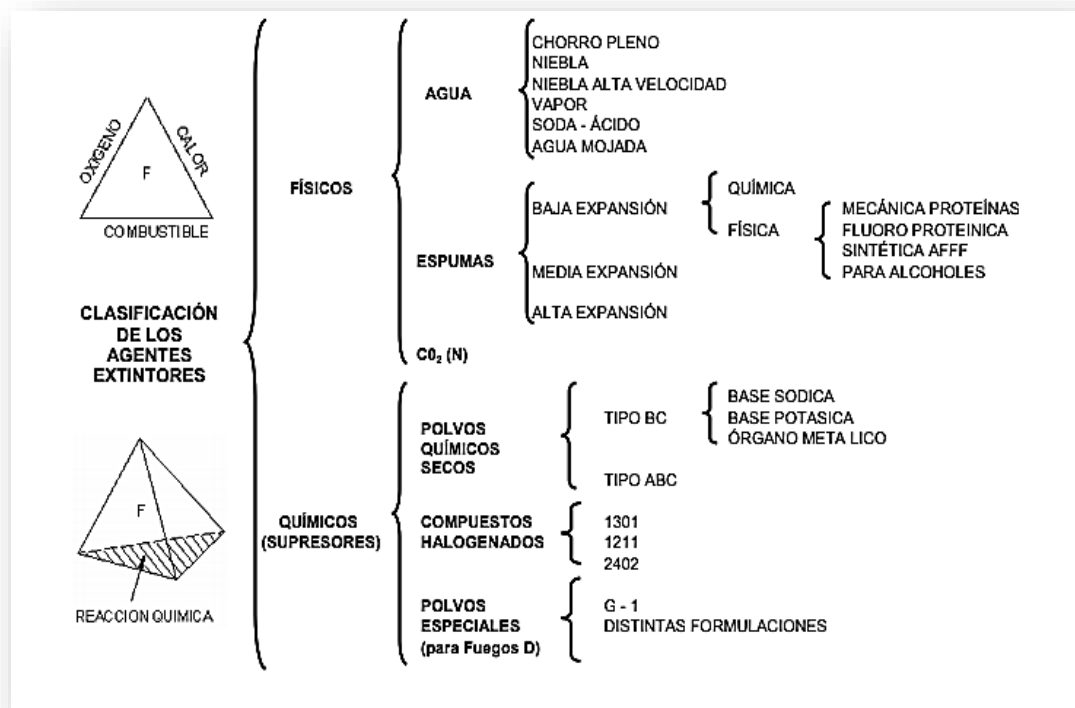 OXÍGENO
CALOR
F
COMBUSTIBLE
CLASIFICACIÓN
DE LOS
AGENTES
EXTINTORES
F
REACCION QUIMICA
FÍSICOS
AGUA
CHORRO PLENO
NIEBLA
NIEBLA ALTA VELOCIDAD
VAPOR
SODA - ÁCIDO
AGUA MOJADA
ESPUMAS
BAJA EXPANSIÓN
QUÍMICA
FÍSICA
MECÁNICA PROTEÍNAS
FLUORO PROTEINICA
SINTÉTICA AFFF
PARA ALCOHOLES
MEDIA EXPANSIÓN
ALTA EXPANSIÓN
C0₂ (N)
QUÍMICOS
(SUPRESORES)
POLVOS
QUÍMICOS
SECOS
TIPO BC
BASE SODICA
BASE POTASICA
ÓRGANO META LICO
TIPO ABC
COMPUESTOS
HALOGENADOS
1301
1211
2402
POLVOS
ESPECIALES
(para Fuegos D)
G - 1
DISTINTAS FORMULACIONES